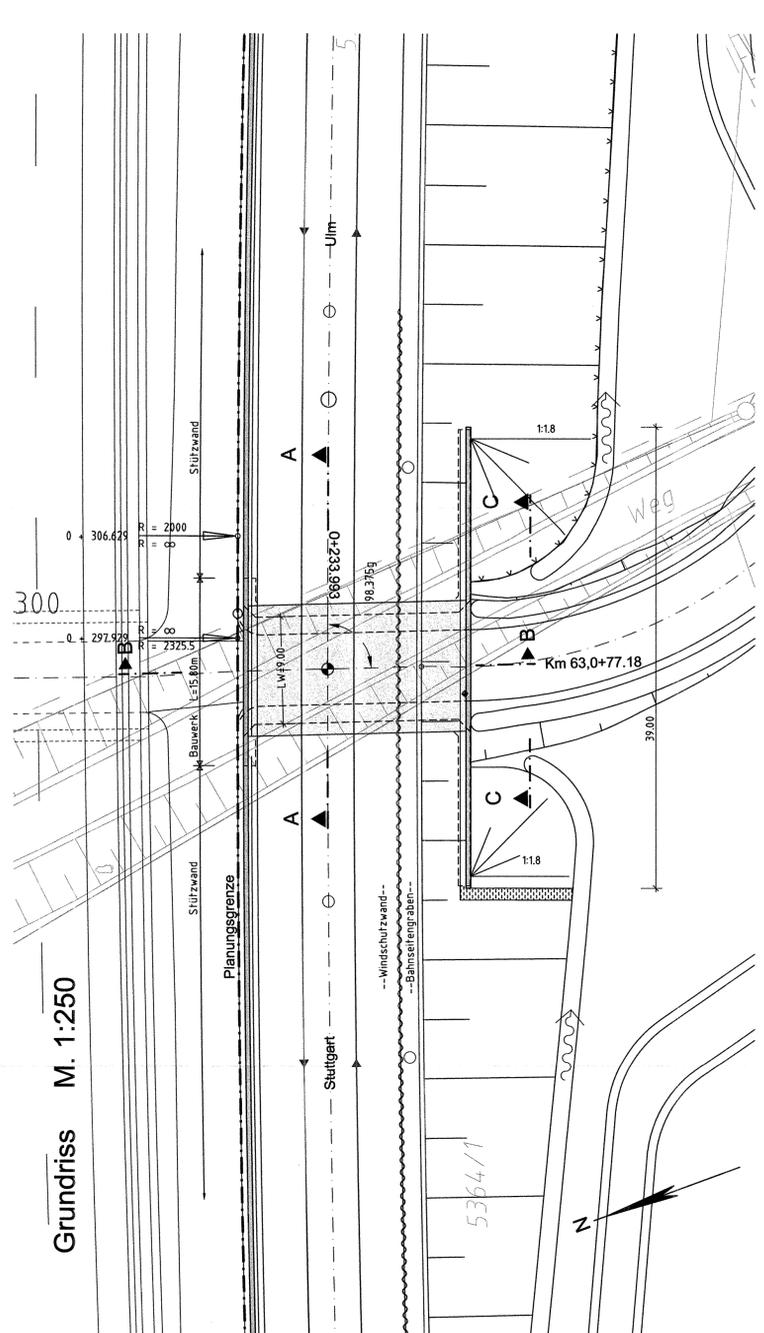 5
Ulm
Stützwand
A
1:1.8
C
Weg
R = 2000
0 + 306.629
R = ∞
0+233.993
98.375g
300
R = ∞
0 + 297.929
R = 2325.5
B
B
LW=9.00
Km 63,0+77.18
Bauwerk L=15.80m
39.00
A
C
1:1.8
Stützwand
Planungsgrenze
--Windschutzwand--
--Bahnseitengraben--
Stuttgart
Grundriss M. 1:250
5364/1
N